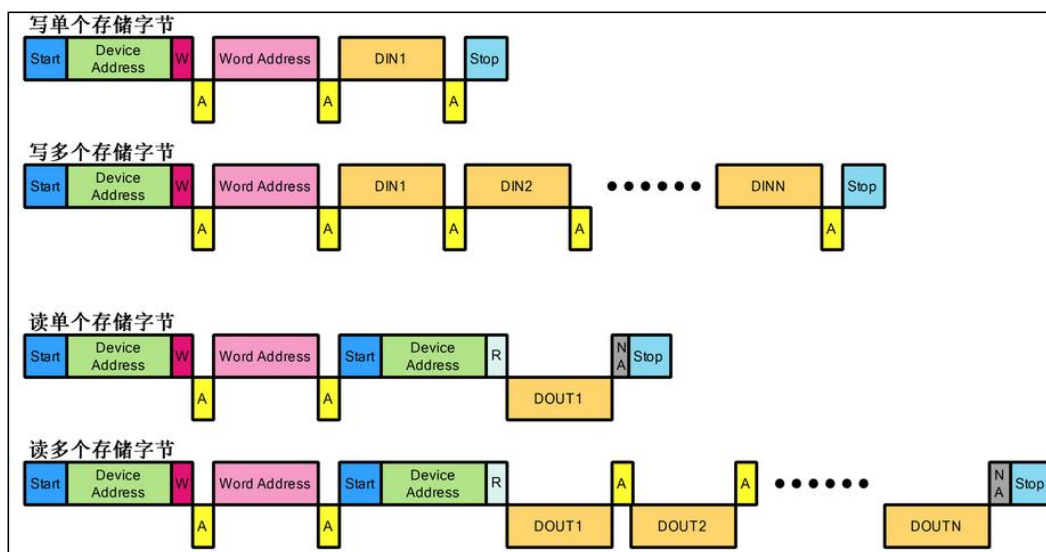 写单个存储字节
Start Device Address W Word Address DIN1 Stop
A A A
写多个存储字节
Start Device Address W Word Address DIN1 DIN2 DINN Stop
A A A A A
读单个存储字节
Start Device Address W Word Address Start Device Address R NA Stop
A A DOUT1
读多个存储字节
Start Device Address W Word Address Start Device Address R A A NA Stop
A A DOUT1 DOUT2 DOUTN